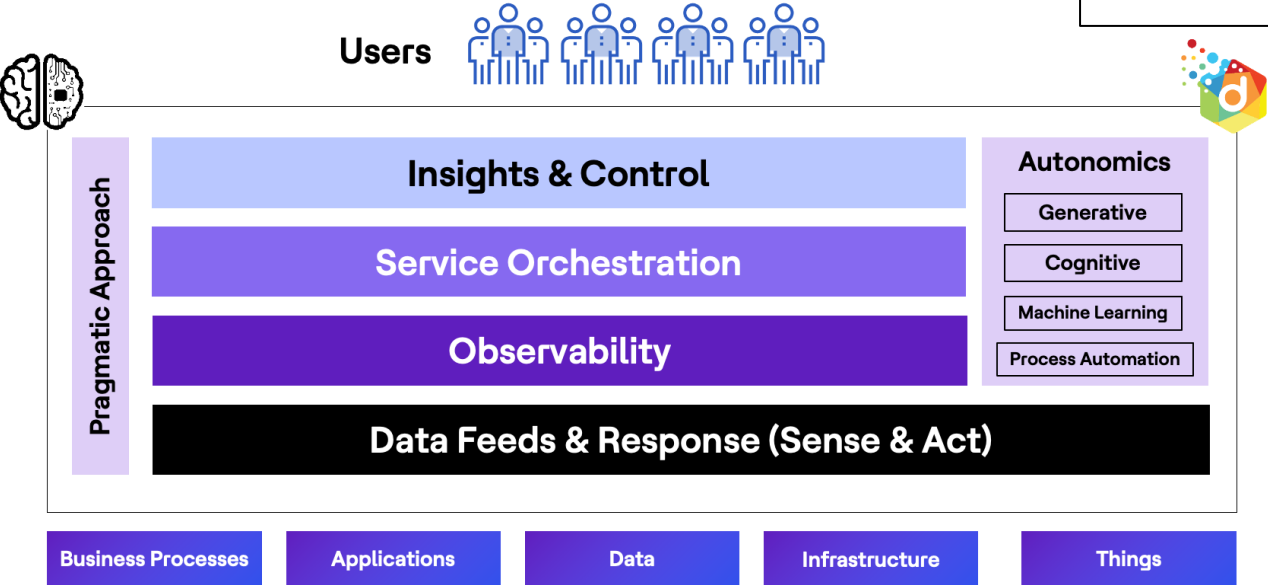 Users
Pragmatic Approach
Insights & Control
Service Orchestration
Observability
Data Feeds & Response (Sense & Act)
Autonomics
Generative
Cognitive
Machine Learning
Process Automation
d
Business Processes
Applications
Data
Infrastructure
Things